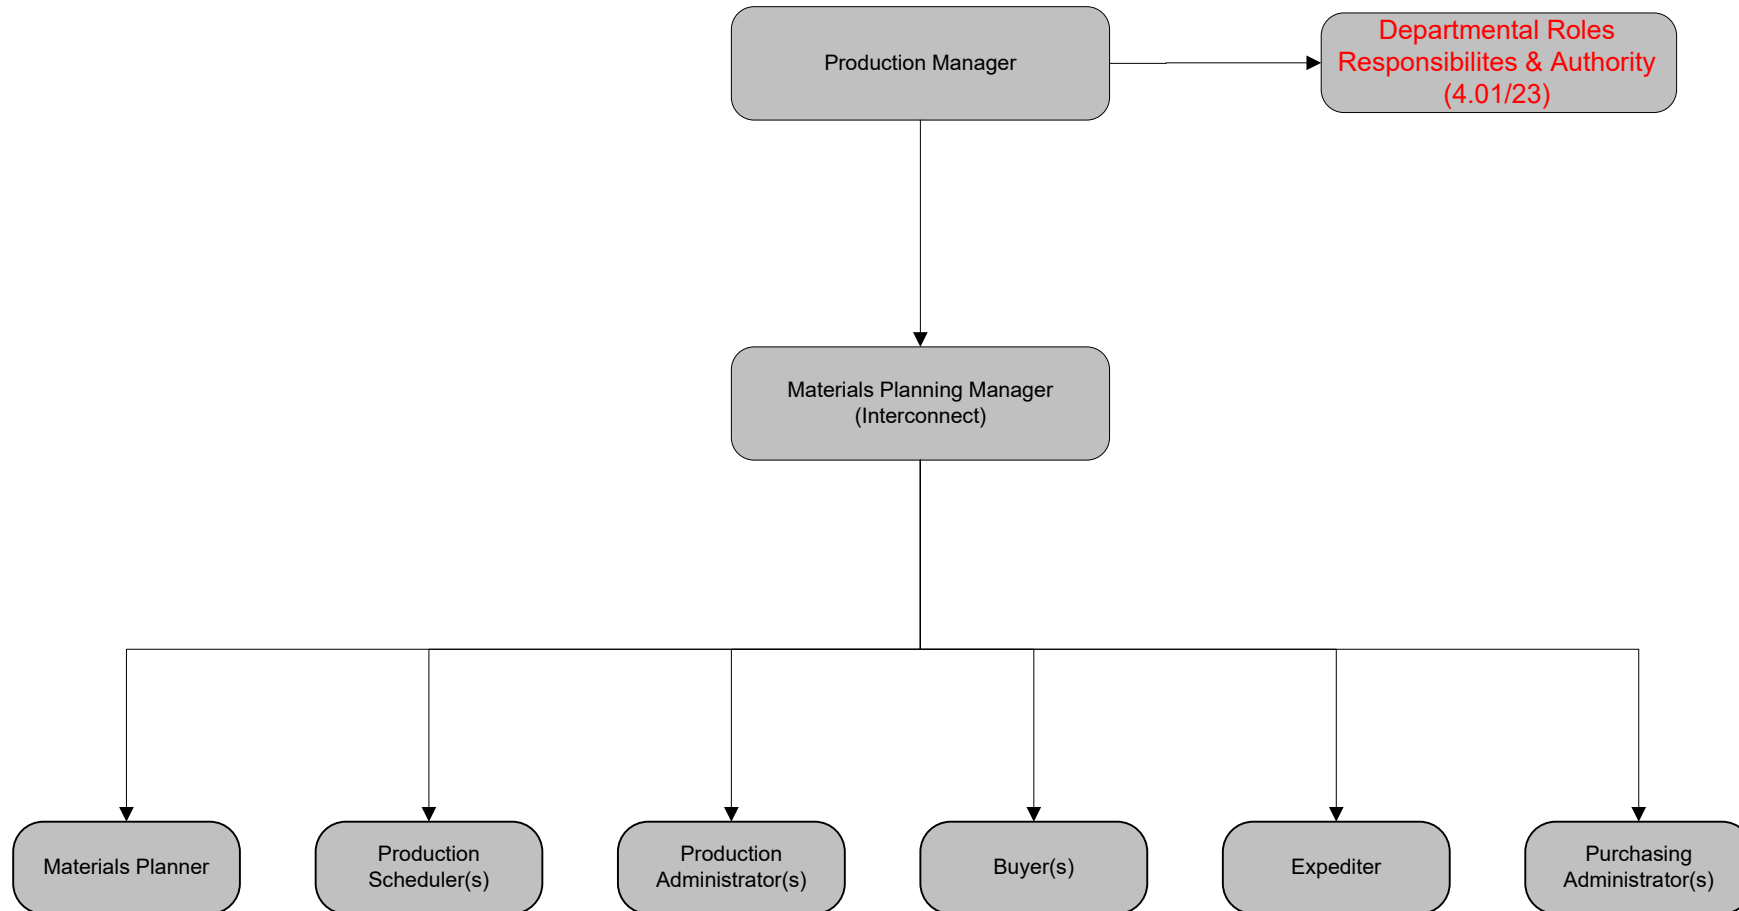 Production Manager
Departmental Roles
Responsibilites & Authority
(4.01/23)
Materials Planning Manager
(Interconnect)
Materials Planner
Production
Scheduler(s)
Production
Administrator(s)
Buyer(s)
Expediter
Purchasing
Administrator(s)